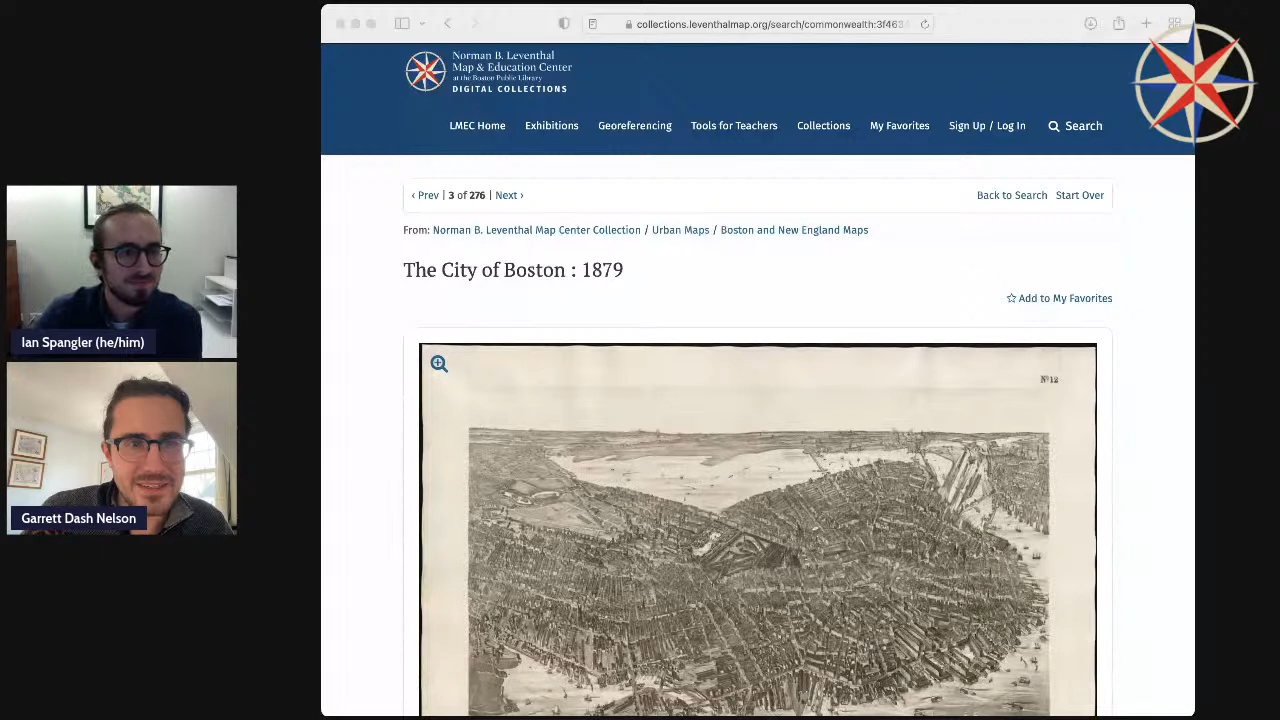 collections.leventhalmap.org/search/commonwealth:3f463
Norman B. Leventhal
Map & Education Center
at the Boston Public Library
DIGITAL COLLECTIONS
LMEC Home Exhibitions Georeferencing Tools for Teachers Collections My Favorites Sign Up / Log In Search
‹ Prev | 3 of 276 | Next › Back to Search Start Over
From: Norman B. Leventhal Map Center Collection / Urban Maps / Boston and New England Maps
The City of Boston : 1879
Add to My Favorites
Nº 12
Ian Spangler (he/him)
Garrett Dash Nelson